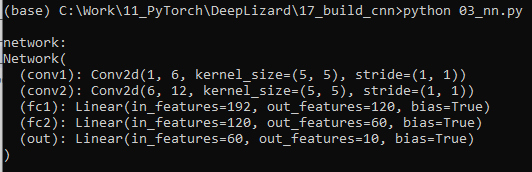 (base) C:\Work\11_PyTorch\DeepLizard\17_build_cnn>python 03_nn.py
network:
Network(
  (conv1): Conv2d(1, 6, kernel_size=(5, 5), stride=(1, 1))
  (conv2): Conv2d(6, 12, kernel_size=(5, 5), stride=(1, 1))
  (fc1): Linear(in_features=192, out_features=120, bias=True)
  (fc2): Linear(in_features=120, out_features=60, bias=True)
  (out): Linear(in_features=60, out_features=10, bias=True)
)